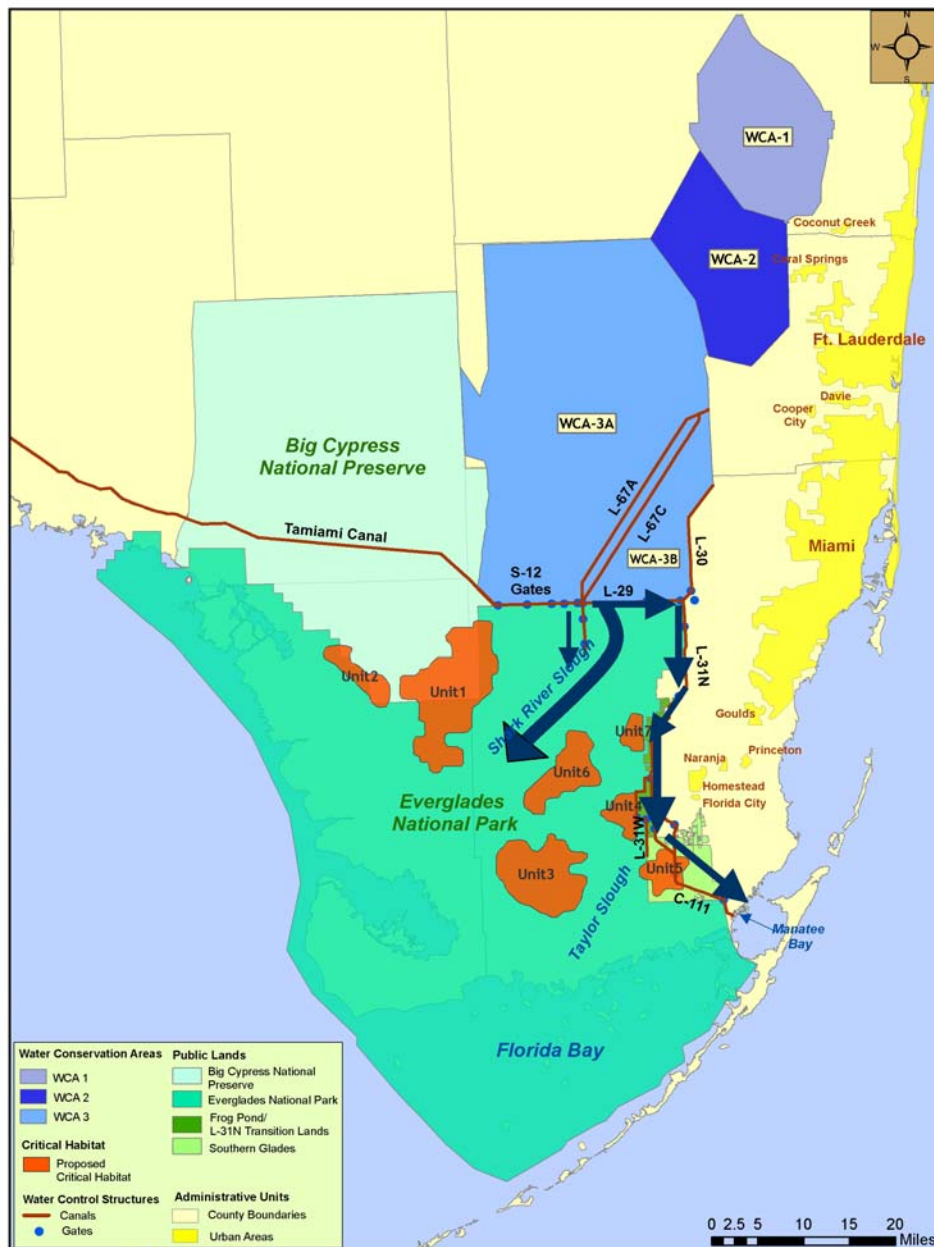 N
W
E
S
WCA-1
Coconut Creek
WCA-2
Coral Springs
Ft. Lauderdale
Davie
Cooper
City
WCA-3A
Big Cypress
National Preserve
L-67A
L-67C
Tamiami Canal
L-30
Miami
WCA-3B
S-12
Gates
L-29
L-31N
Shark River Slough
Unit2
Unit1
Goulds
Unit7
Princeton
Naranja
Unit6
Homestead
Florida City
Everglades
National Park
Unit4
L-31W
Unit3
Unit5
C-111
Taylor Slough
Manatee
Bay
Florida Bay
Water Conservation Areas
WCA 1
WCA 2
WCA 3
Critical Habitat
Proposed
Critical Habitat
Water Control Structures
Canals
Gates
Public Lands
Big Cypress National
Preserve
Everglades National Park
Frog Pond/
L-31N Transition Lands
Southern Glades
Administrative Units
County Boundaries
Urban Areas
0 2.5 5 10 15 20
Miles